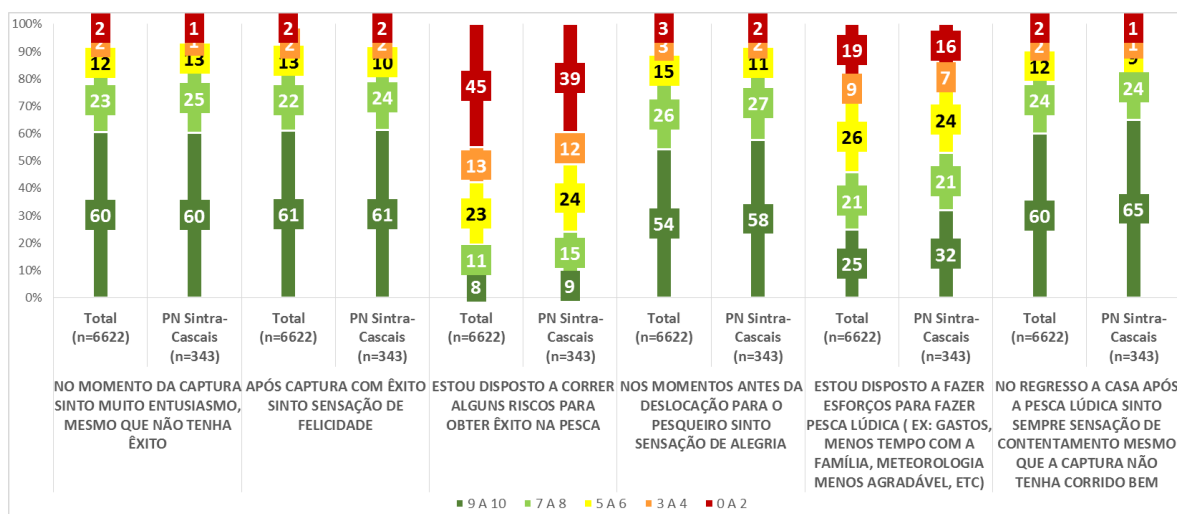 100%
90%
80%
70%
60%
50%
40%
30%
20%
10%
0%
2 1 2 2 45 39 3 2 19 16 2 1
2 1 2 2 13 12 3 2 9 7 2 1
12 13 13 10 23 24 15 11 26 24 12 9
23 25 22 24 11 15 26 27 21 21 24 24
60 60 61 61 8 9 54 58 25 32 60 65
Total (n=6622)
PN Sintra-Cascais (n=343)
Total (n=6622)
PN Sintra-Cascais (n=343)
Total (n=6622)
PN Sintra-Cascais (n=343)
Total (n=6622)
PN Sintra-Cascais (n=343)
Total (n=6622)
PN Sintra-Cascais (n=343)
Total (n=6622)
PN Sintra-Cascais (n=343)
NO MOMENTO DA CAPTURA
SINTO MUITO ENTUSIASMO,
MESMO QUE NÃO TENHA
ÊXITO
APÓS CAPTURA COM ÊXITO
SINTO SENSAÇÃO DE
FELICIDADE
ESTOU DISPOSTO A CORRER
ALGUNS RISCOS PARA
OBTER ÊXITO NA PESCA
NOS MOMENTOS ANTES DA
DESLOCAÇÃO PARA O
PESQUEIRO SINTO
SENSAÇÃO DE ALEGRIA
ESTOU DISPOSTO A FAZER
ESFORÇOS PARA FAZER
PESCA LÚDICA ( EX: GASTOS,
MENOS TEMPO COM A
FAMÍLIA, METEOROLOGIA
MENOS AGRADÁVEL, ETC)
NO REGRESSO A CASA APÓS
A PESCA LÚDICA SINTO
SEMPRE SENSAÇÃO DE
CONTENTAMENTO MESMO
QUE A CAPTURA NÃO
TENHA CORRIDO BEM
9 A 10 7 A 8 5 A 6 3 A 4 0 A 2